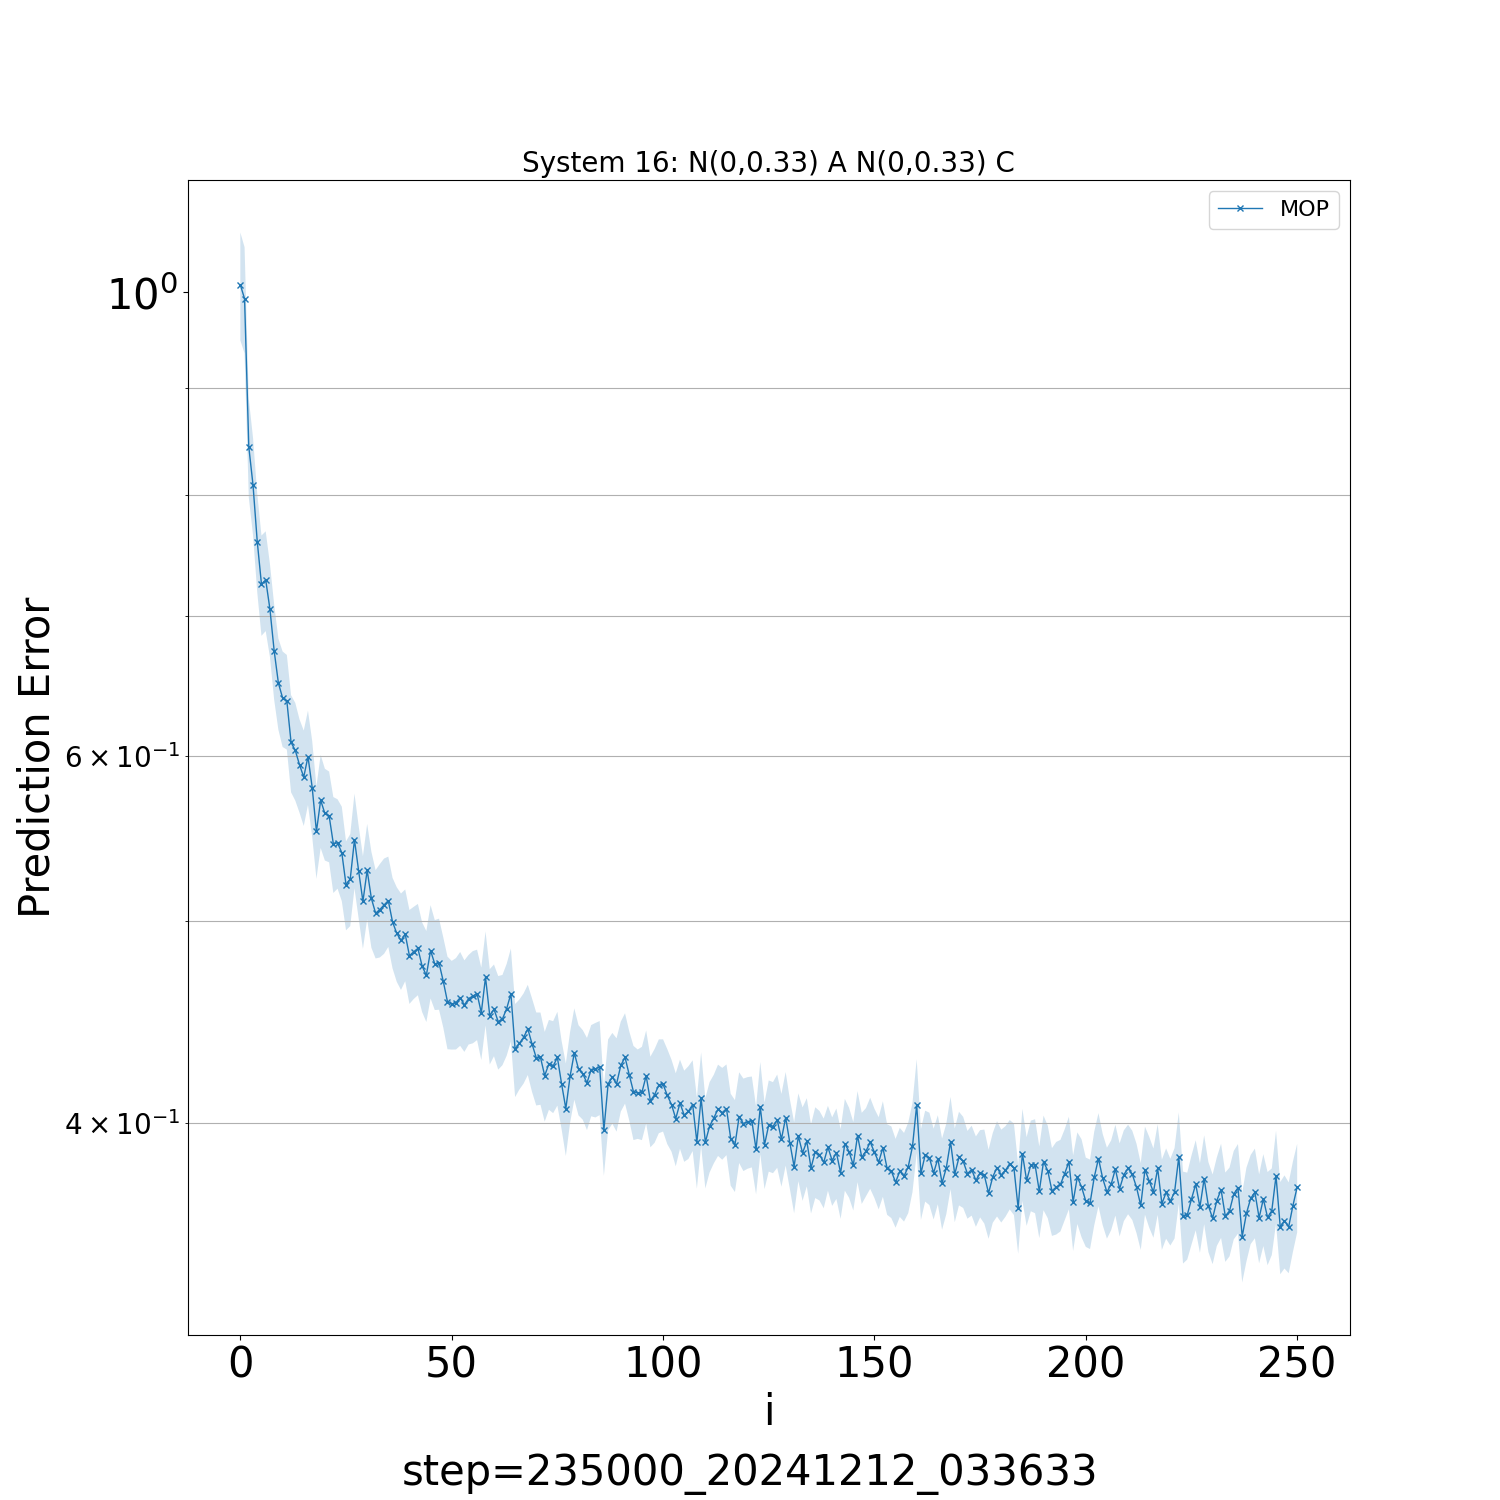 System 16: N(0,0.33) A N(0,0.33) C
MOP
10⁰
6 × 10⁻¹
4 × 10⁻¹
Prediction Error
0 50 100 150 200 250
i
step=235000_20241212_033633